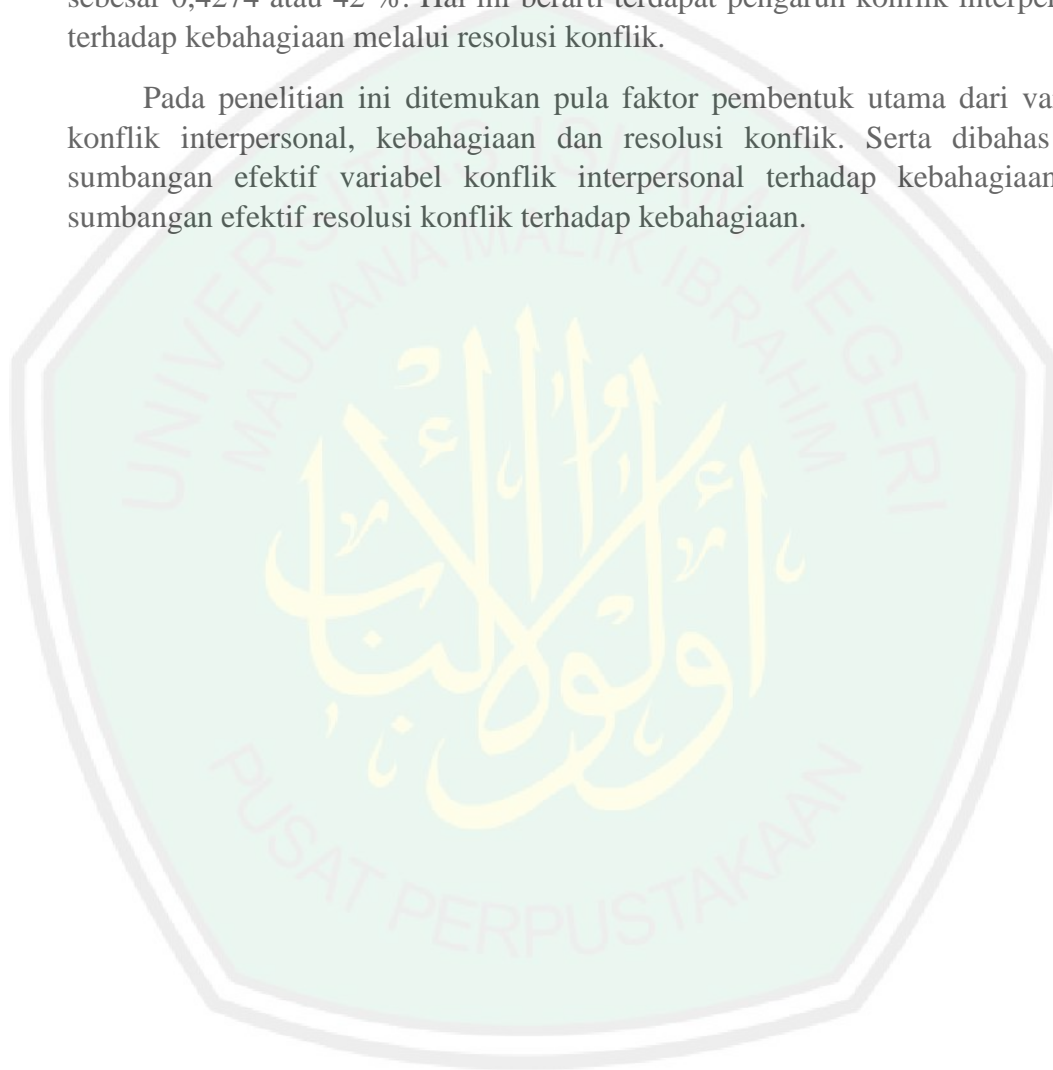 sebesar 0,4274 atau 42 %. Hal ini berarti terdapat pengaruh konflik
terhadap kebahagiaan melalui resolusi konflik.
Pada penelitian ini ditemukan pula faktor pembentuk utama dari
konflik interpersonal, kebahagiaan dan resolusi konflik. Serta dibahas
sumbangan efektif variabel konflik interpersonal terhadap kebahagiaan
sumbangan efektif resolusi konflik terhadap kebahagiaan.
UNIVERSITAS ISLAM NEGERI
MAULANA MALIK IBRAHIM
أولوا الألباب
PUSAT PERPUSTAKAAN